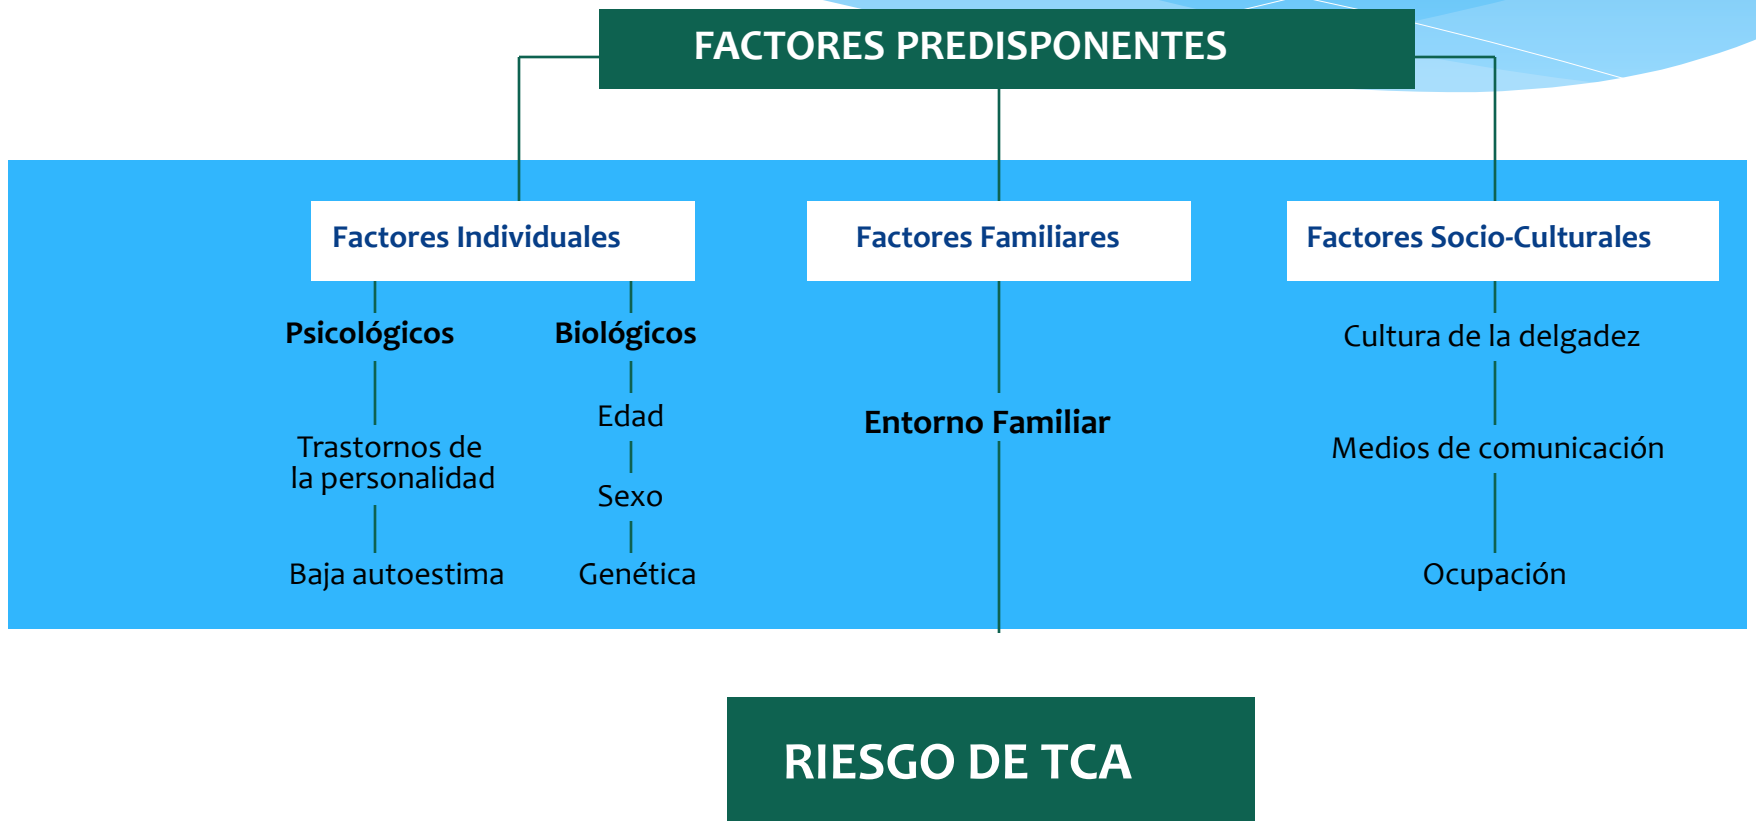 FACTORES PREDISPONENTES
Factores Individuales
Factores Familiares
Factores Socio-Culturales
Psicológicos
Biológicos
Cultura de la delgadez
Edad
Entorno Familiar
Trastornos de
la personalidad
Medios de comunicación
Sexo
Baja autoestima
Genética
Ocupación
RIESGO DE TCA